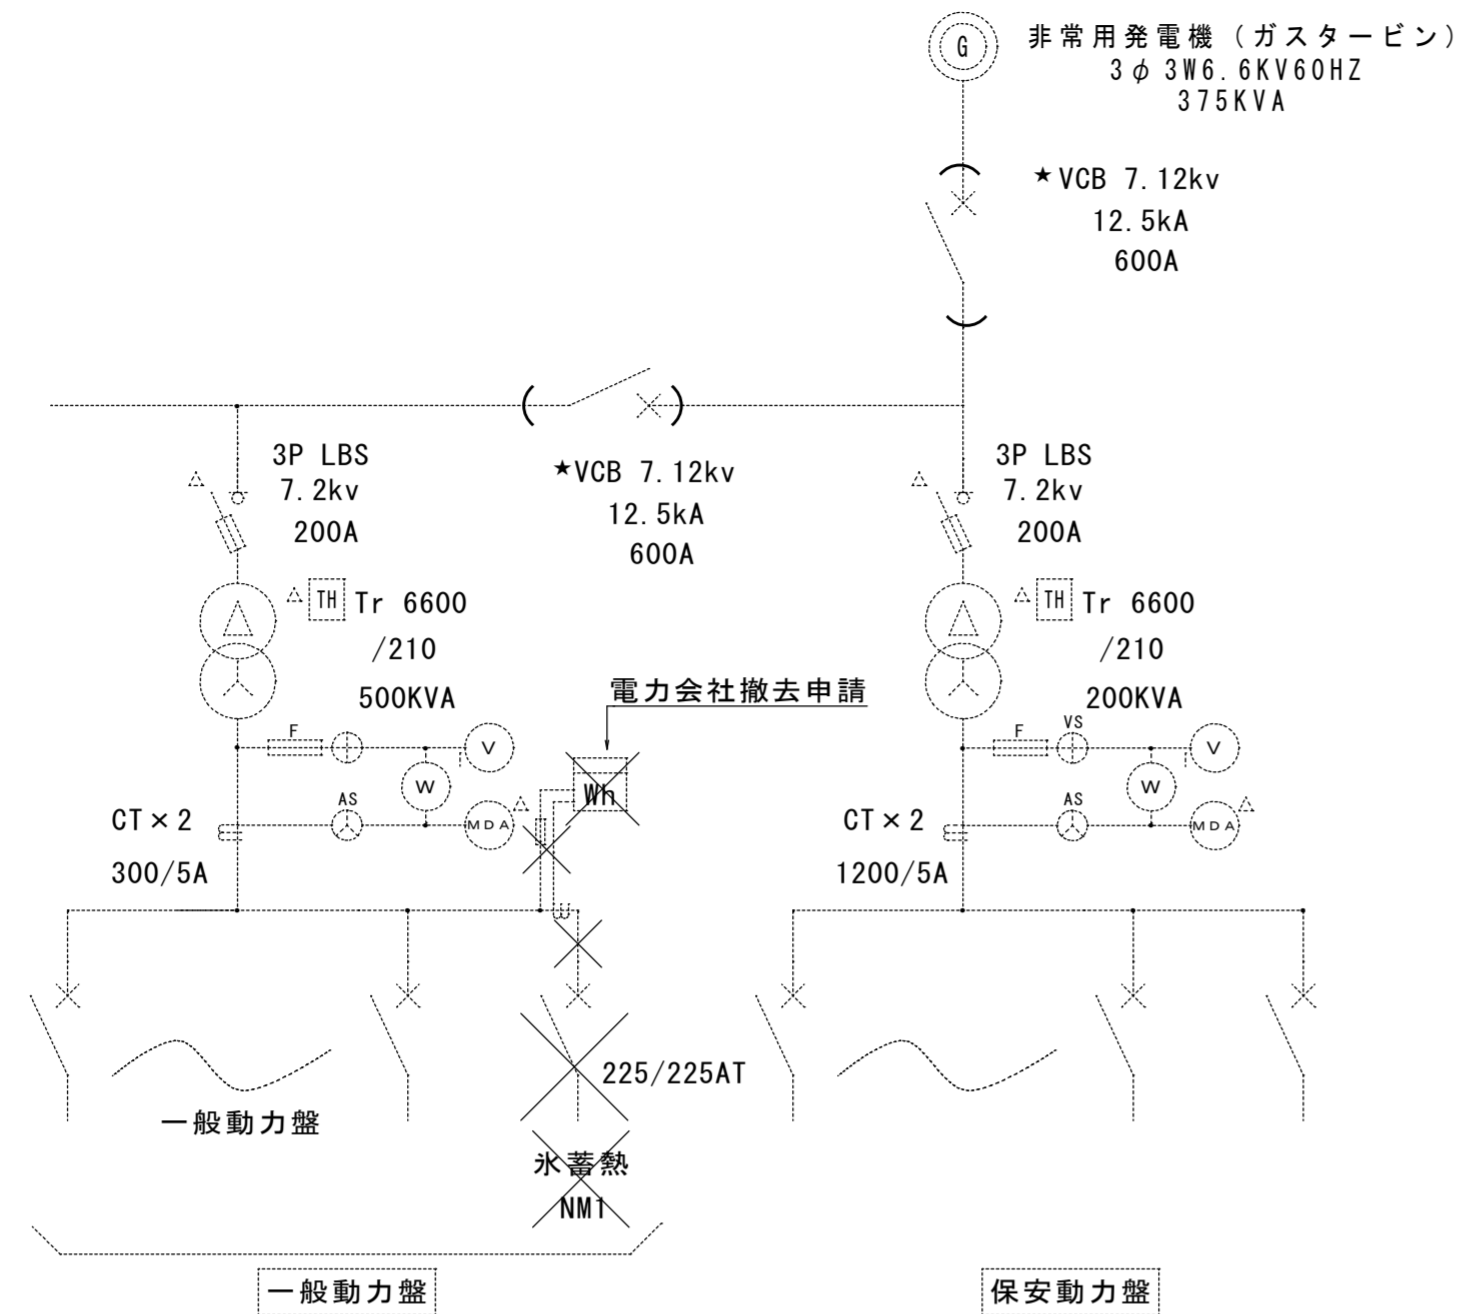 G
非常用発電機(ガスタービン)
3φ 3W6.6KV60HZ
375KVA
★VCB 7.12kv
12.5kA
600A
3P LBS
7.2kv
200A
★VCB 7.12kv
12.5kA
600A
3P LBS
7.2kv
200A
TH Tr 6600
/210
500KVA
電力会社撤去申請
TH Tr 6600
/210
200KVA
F
V
W
Wh
AS
MDA
CT×2
300/5A
F
VS
V
W
AS
MDA
CT×2
1200/5A
225/225AT
一般動力盤
氷蓄熱
NM1
一般動力盤
保安動力盤